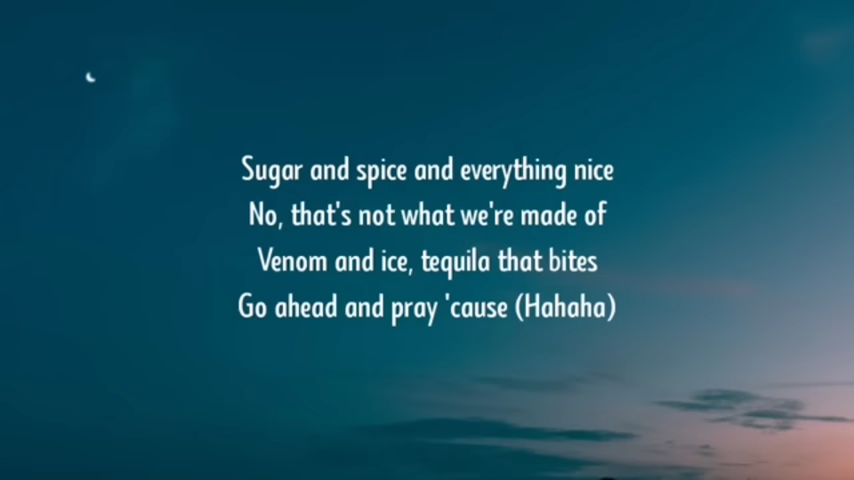 Sugar and spice and everything nice
No, that's not what we're made of
Venom and ice, tequila that bites
Go ahead and pray 'cause (Hahaha)